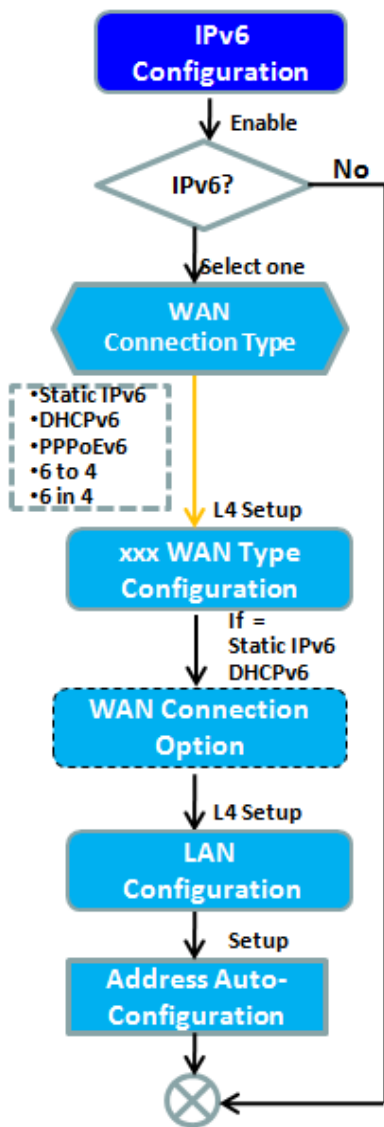 IPv6
Configuration
Enable
IPv6?
No
Select one
WAN
Connection Type
•Static IPv6
•DHCPv6
•PPPoEv6
•6 to 4
•6 in 4
L4 Setup
xxx WAN Type
Configuration
If =
Static IPv6
DHCPv6
WAN Connection
Option
L4 Setup
LAN
Configuration
Setup
Address Auto-
Configuration